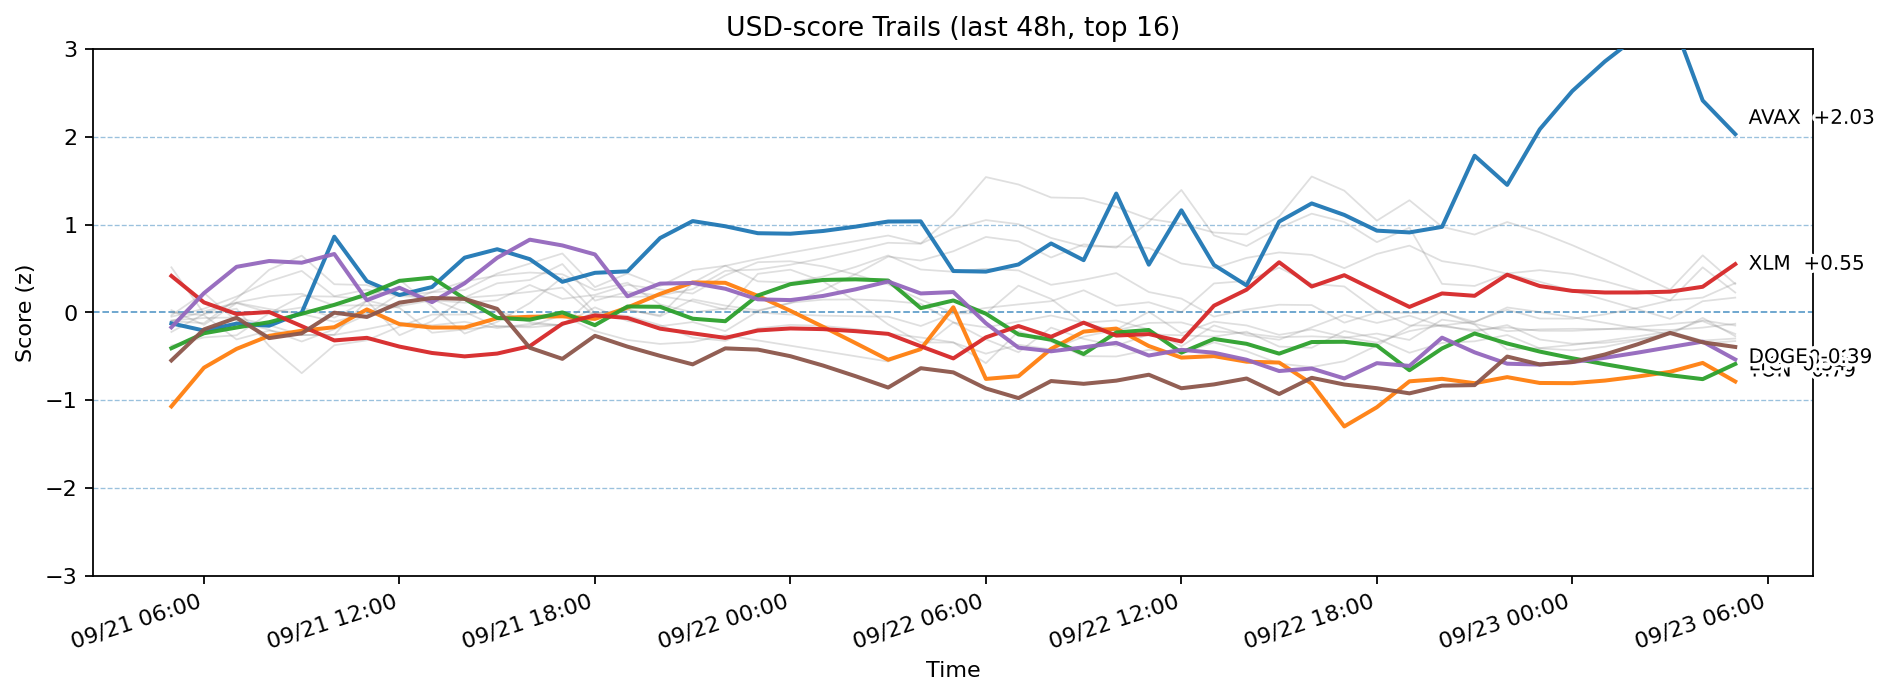 USD-score Trails (last 48h, top 16)
Score (z)
3
2
1
0
−1
−2
−3
AVAX +2.03
XLM +0.55
DOGE -0.39
09/21 06:00
09/21 12:00
09/21 18:00
09/22 00:00
09/22 06:00
09/22 12:00
09/22 18:00
09/23 00:00
09/23 06:00
Time